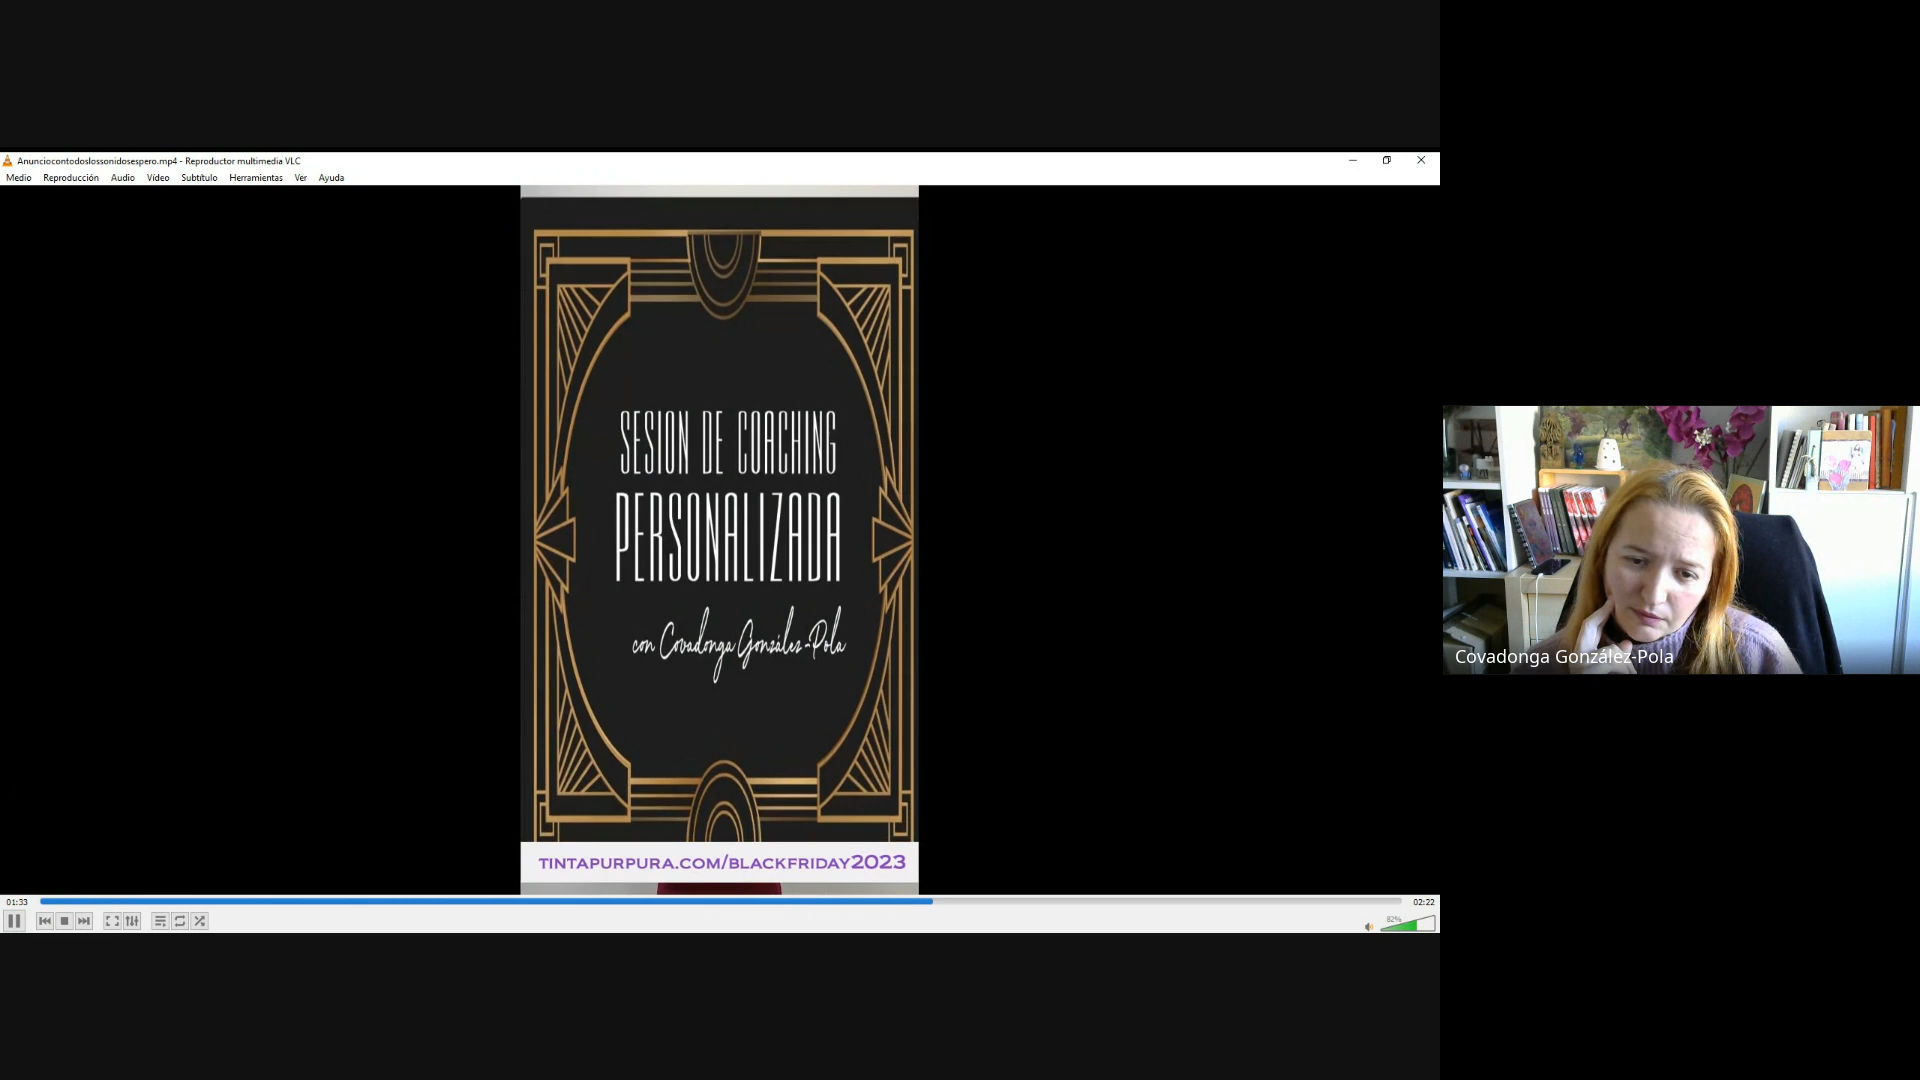 Anunciocontodoslossonidosespero.mp4 - Reproductor multimedia VLC
Medio Reproducción Audio Vídeo Subtítulo Herramientas Ver Ayuda
SESION DE COACHING
PERSONALIZADA
con Covadonga González-Pola
TINTAPURPURA.COM/BLACKFRIDAY2023
01:33
02:22
82%
Covadonga González-Pola